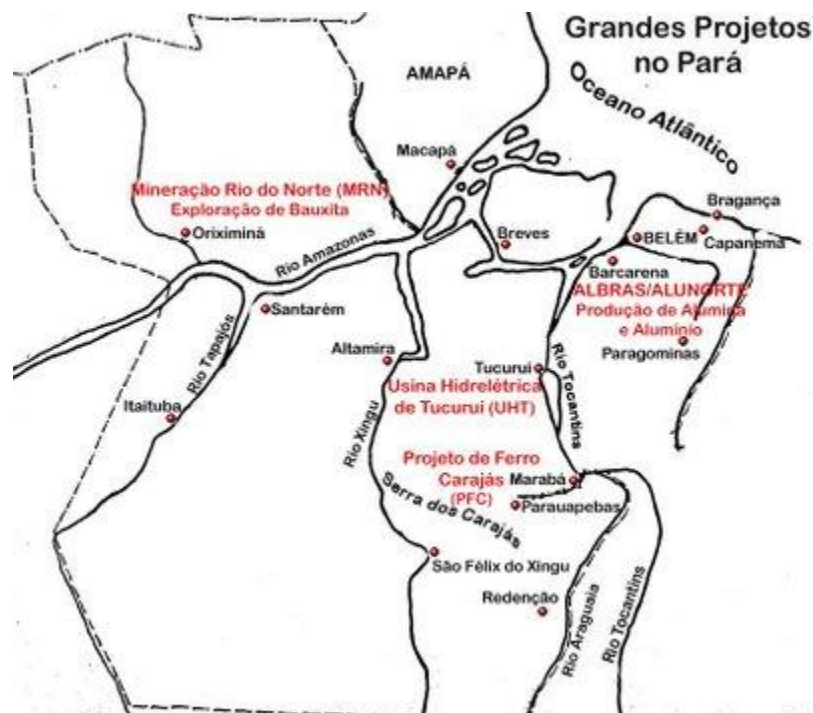 Grandes Projetos
no Pará
Oceano Atlântico
AMAPÁ
Macapá
Mineração Rio do Norte (MRN)
Exploração de Bauxita
Oriximiná
Rio Amazonas
Breves
Bragança
BELÉM
Capanema
Barcarena
ALBRAS/ALUNORTE
Produção de Alumina
e Alumínio
Paragominas
Santarém
Rio Tapajós
Altamira
Itaituba
Tucuruí
Usina Hidrelétrica
de Tucuruí (UHT)
Rio Tocantins
Rio Xingu
Projeto de Ferro
Carajás
(PFC)
Marabá
Parauapebas
Serra dos Carajás
São Félix do Xingu
Redenção
Rio Araguaia
Rio Tocantins